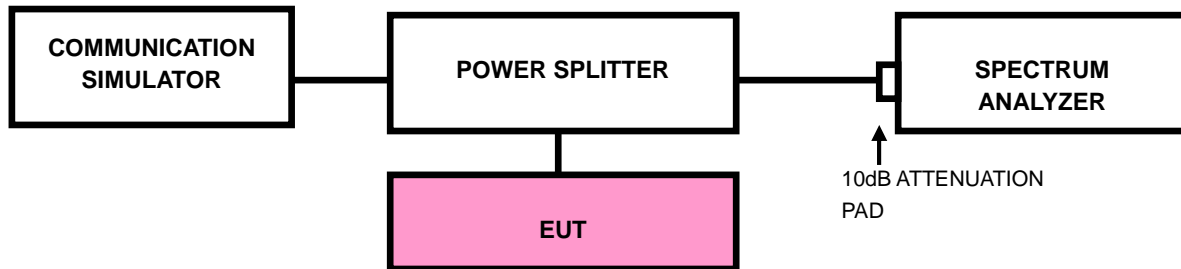 COMMUNICATION
SIMULATOR
POWER SPLITTER
SPECTRUM
ANALYZER
10dB ATTENUATION
PAD
EUT